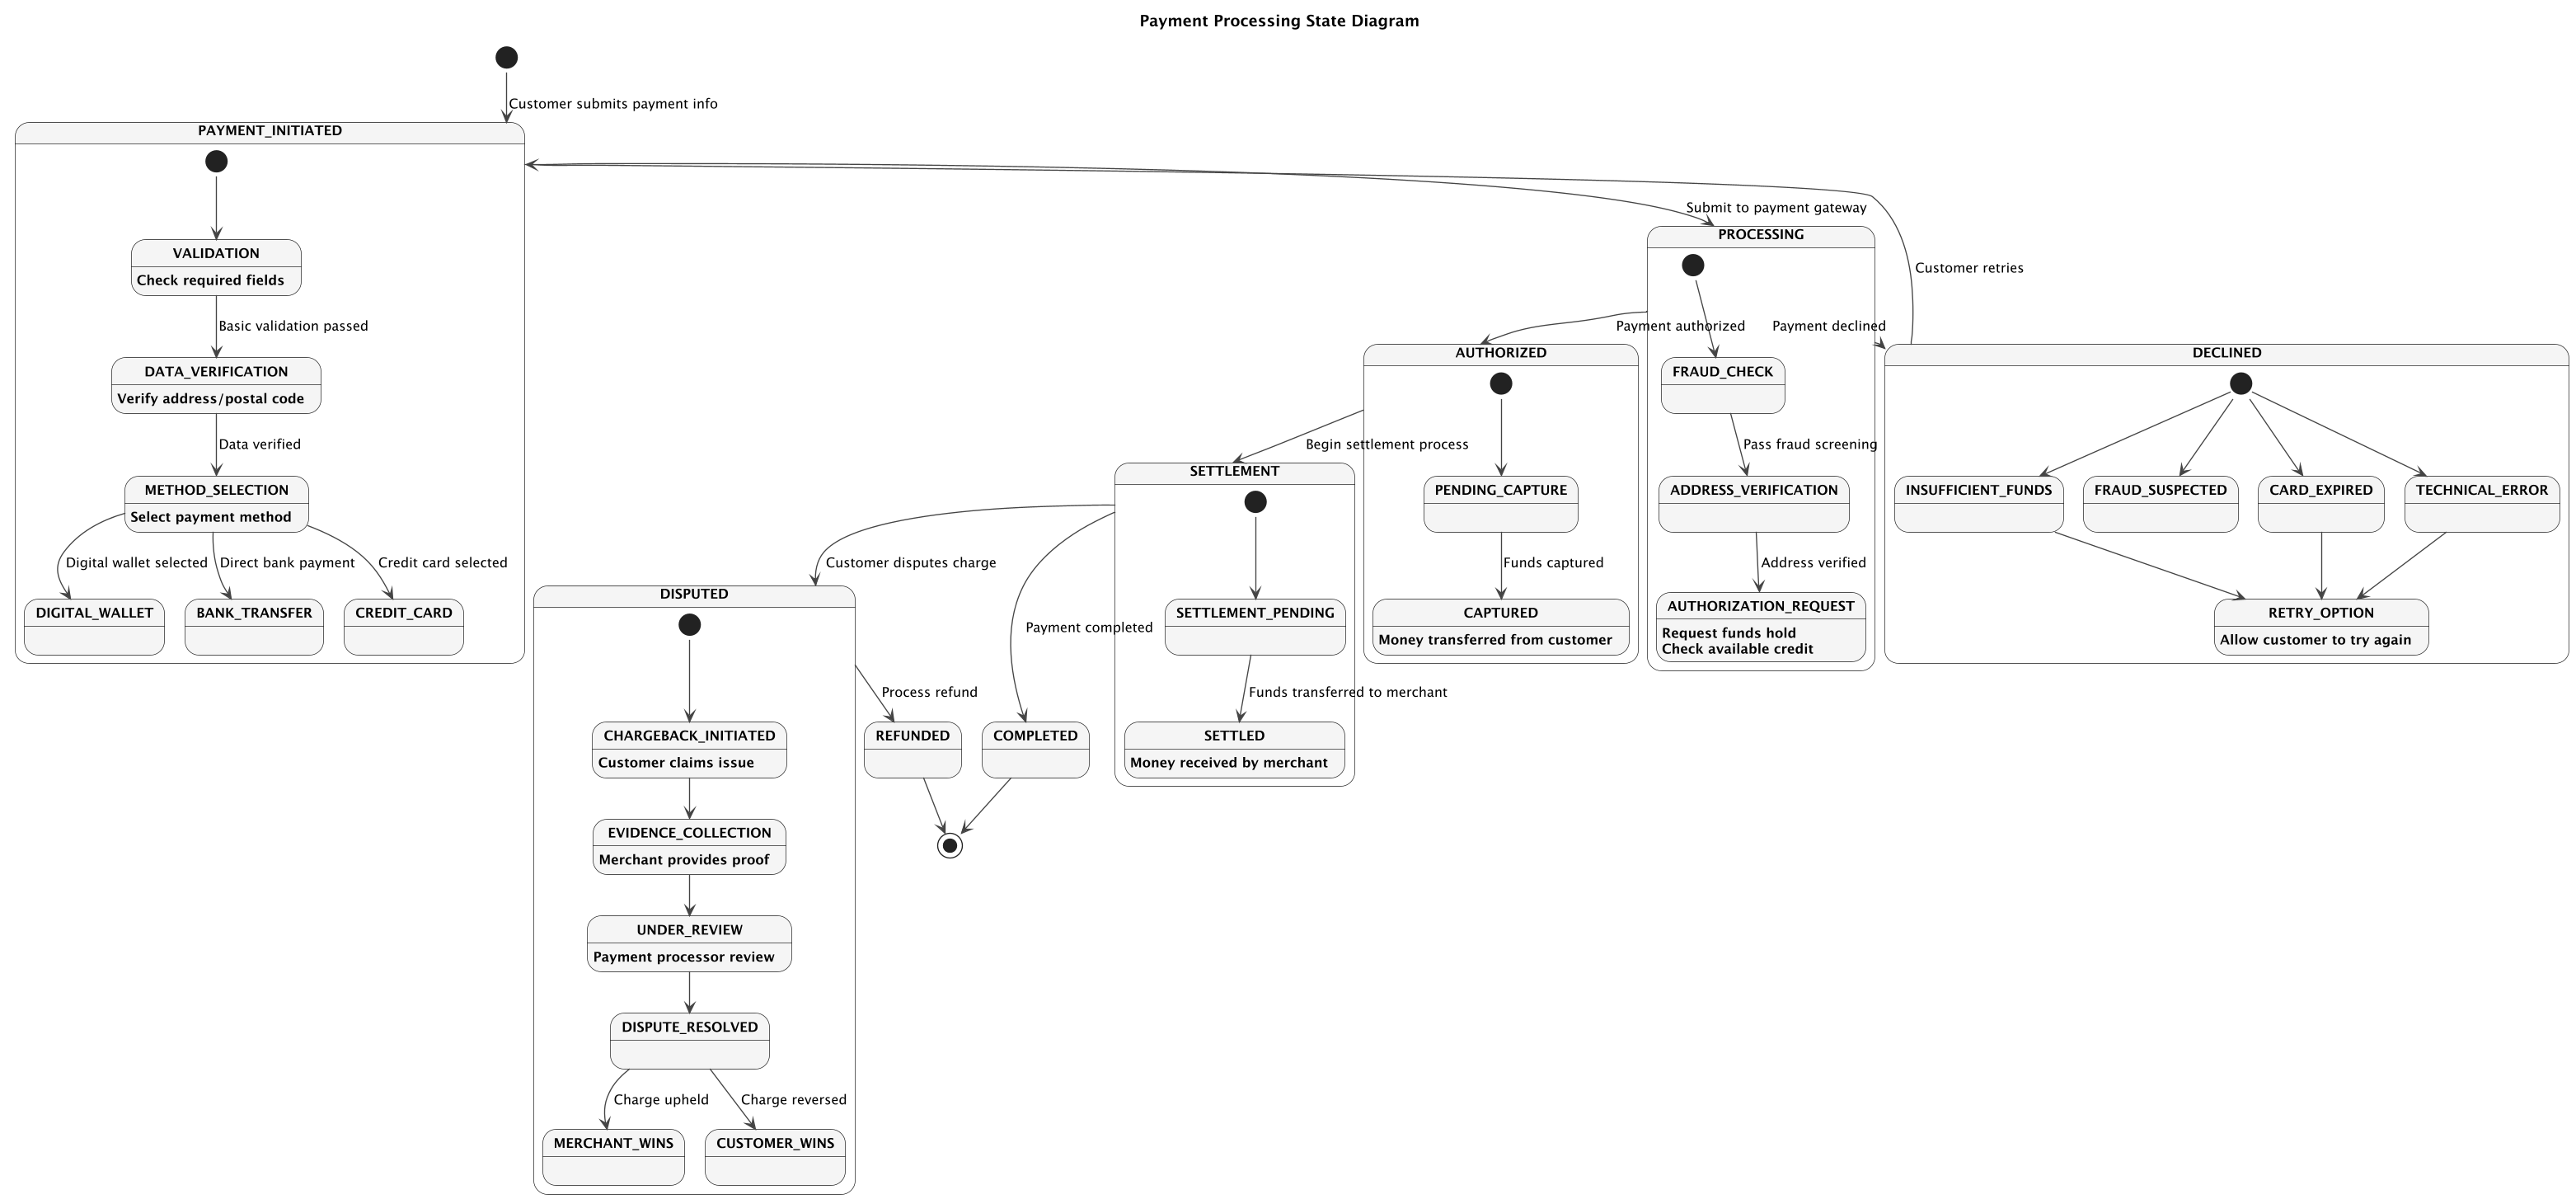 Payment Processing State Diagram
Customer submits payment info
PAYMENT_INITIATED
VALIDATION
Check required fields
Basic validation passed
DATA_VERIFICATION
Verify address/postal code
Data verified
METHOD_SELECTION
Select payment method
Digital wallet selected
Direct bank payment
Credit card selected
DIGITAL_WALLET
BANK_TRANSFER
CREDIT_CARD
Submit to payment gateway
PROCESSING
Customer retries
Payment authorized
Payment declined
FRAUD_CHECK
Pass fraud screening
ADDRESS_VERIFICATION
Address verified
AUTHORIZATION_REQUEST
Request funds hold
Check available credit
AUTHORIZED
PENDING_CAPTURE
Funds captured
CAPTURED
Money transferred from customer
DECLINED
INSUFFICIENT_FUNDS
FRAUD_SUSPECTED
CARD_EXPIRED
TECHNICAL_ERROR
RETRY_OPTION
Allow customer to try again
Begin settlement process
SETTLEMENT
SETTLEMENT_PENDING
Funds transferred to merchant
SETTLED
Money received by merchant
Customer disputes charge
Payment completed
DISPUTED
CHARGEBACK_INITIATED
Customer claims issue
EVIDENCE_COLLECTION
Merchant provides proof
UNDER_REVIEW
Payment processor review
DISPUTE_RESOLVED
Charge upheld
Charge reversed
MERCHANT_WINS
CUSTOMER_WINS
Process refund
REFUNDED
COMPLETED